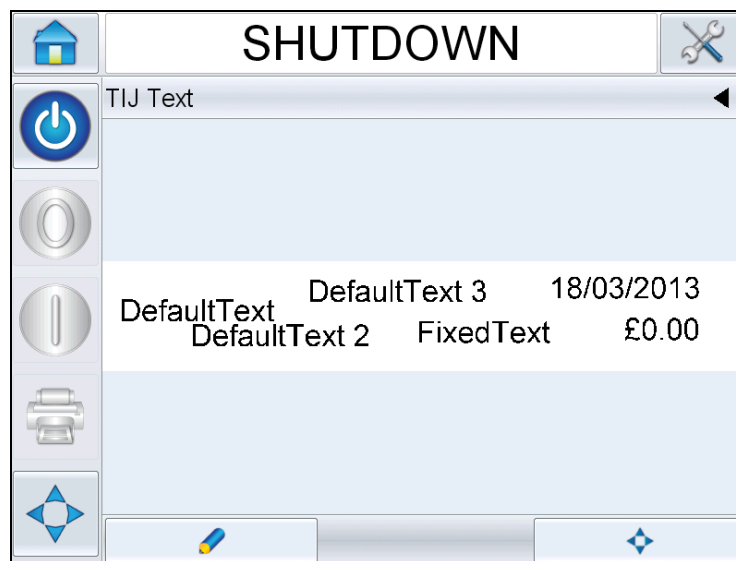 SHUTDOWN
TIJ Text
DefaultText 3 18/03/2013
DefaultText
DefaultText 2 FixedText £0.00